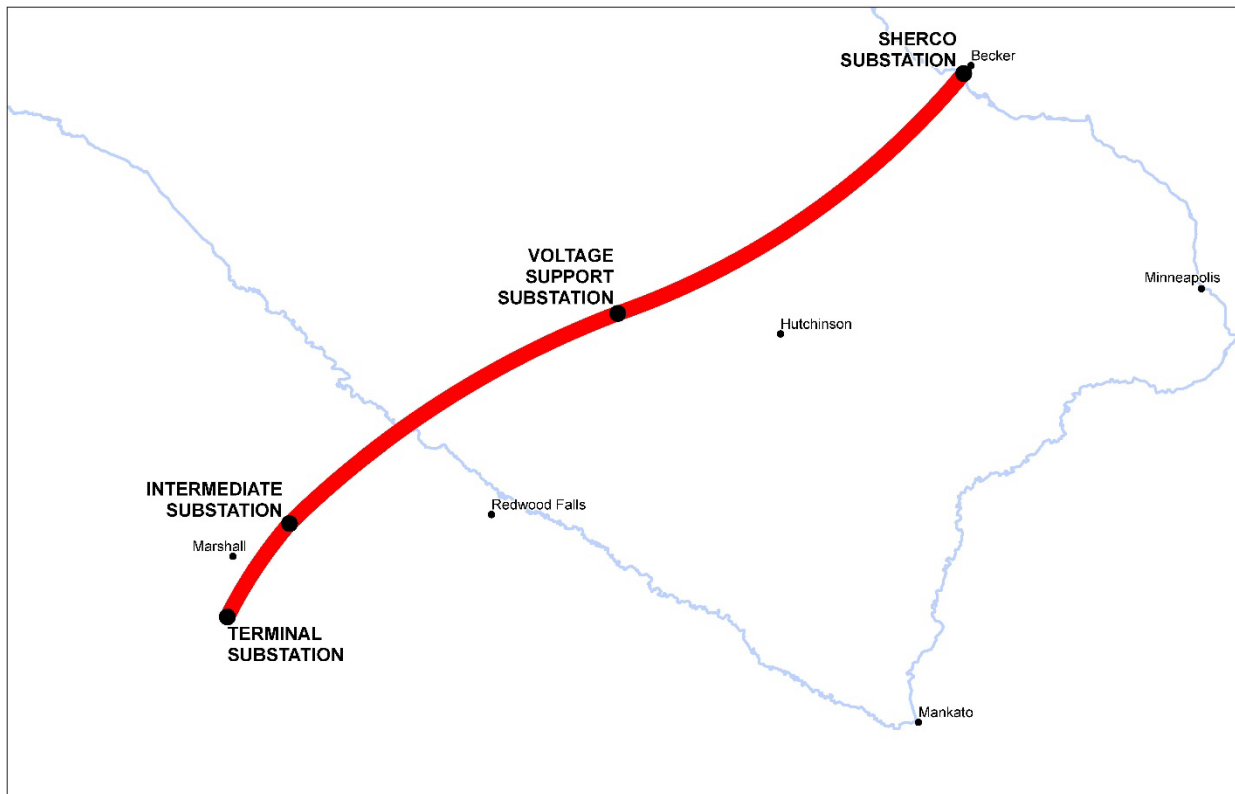 SHERCO
SUBSTATION
Becker
VOLTAGE
SUPPORT
SUBSTATION
Minneapolis
Hutchinson
INTERMEDIATE
SUBSTATION
Redwood Falls
Marshall
TERMINAL
SUBSTATION
Mankato